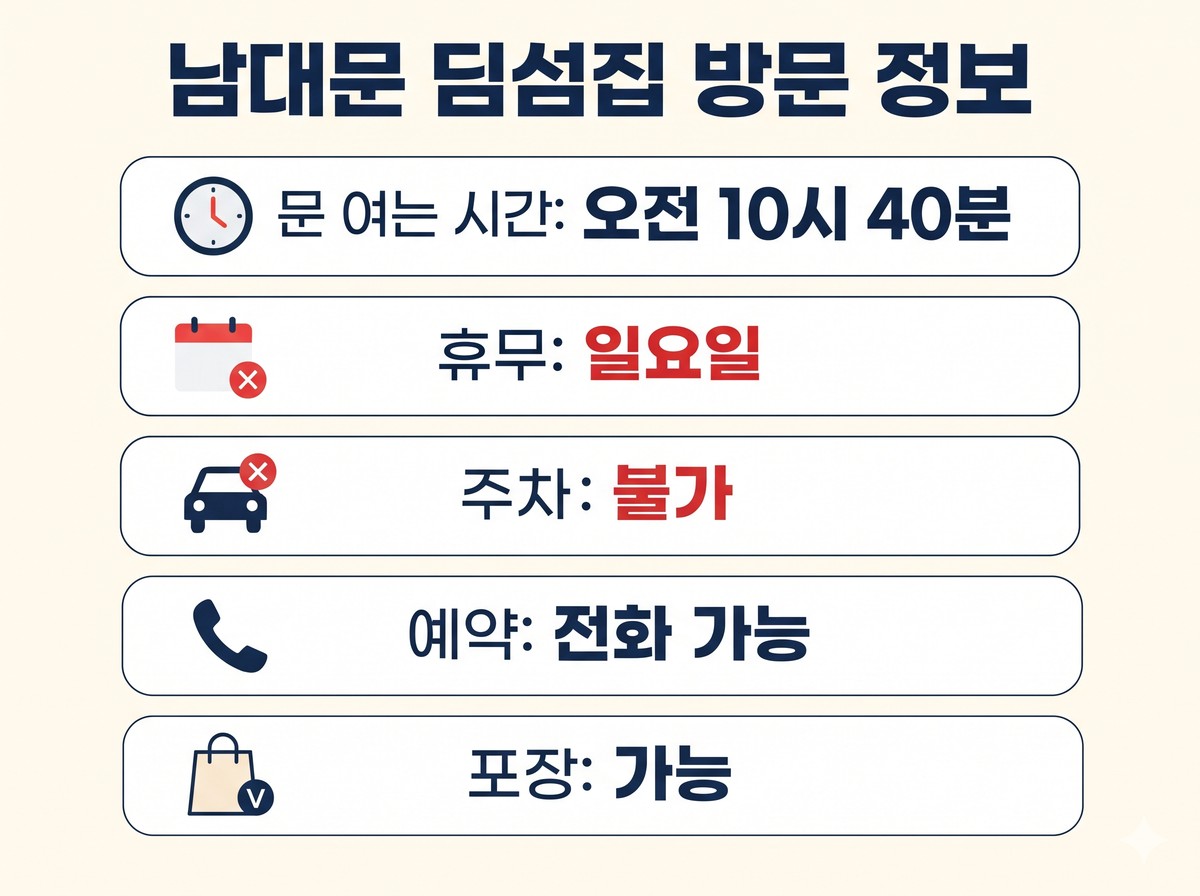 남대문 딤섬집 방문 정보
문 여는 시간: 오전 10시 40분
휴무: 일요일
주차: 불가
예약: 전화 가능
포장: 가능
V